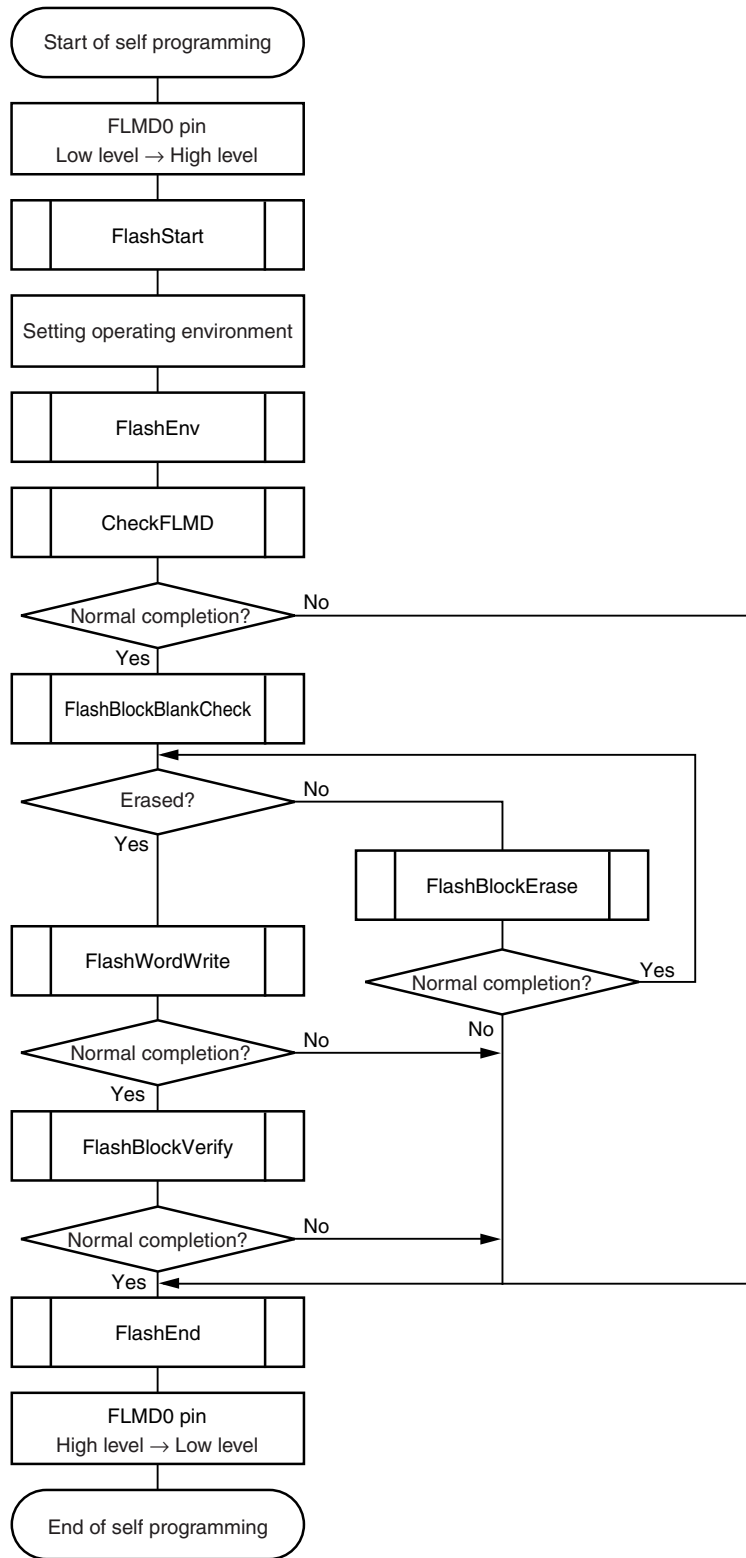 Start of self programming
FLMD0 pin
Low level → High level
FlashStart
Setting operating environment
FlashEnv
CheckFLMD
Normal completion?
No
Yes
FlashBlockBlankCheck
Erased?
No
Yes
FlashBlockErase
Normal completion?
Yes
No
FlashWordWrite
Normal completion?
No
Yes
FlashBlockVerify
Normal completion?
No
Yes
FlashEnd
FLMD0 pin
High level → Low level
End of self programming